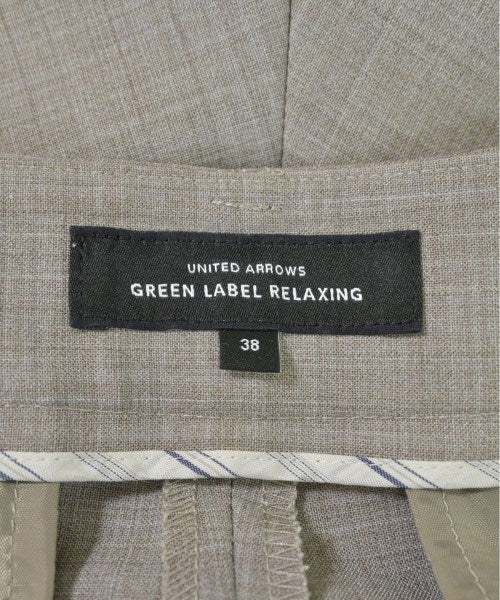 UNITED ARROWS
GREEN LABEL RELAXING
38